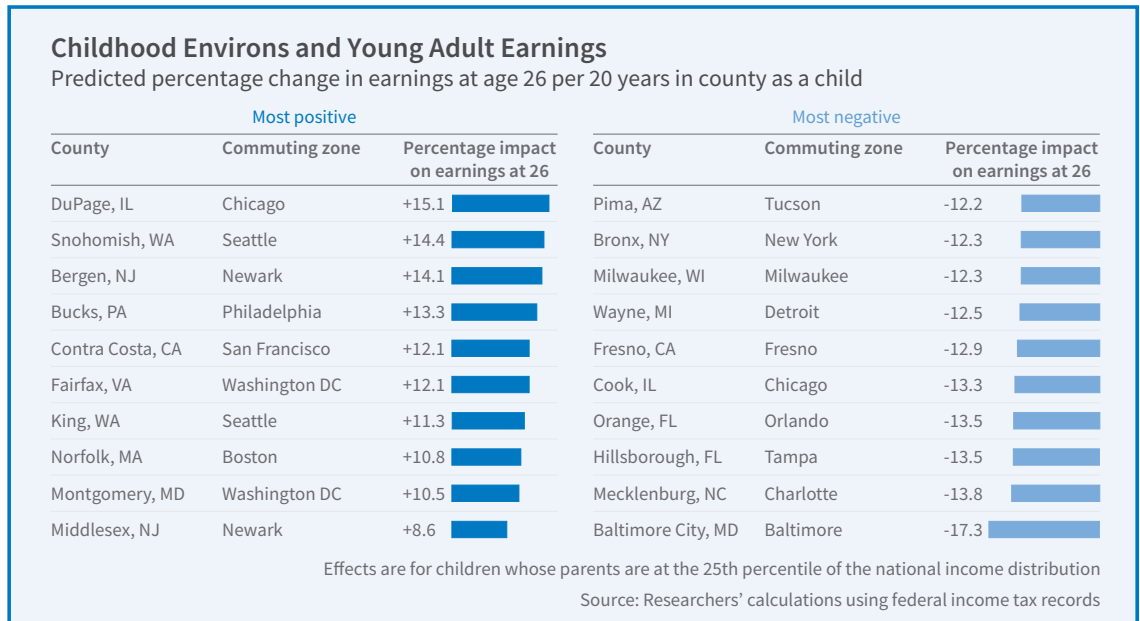 Childhood Environs and Young Adult Earnings
Predicted percentage change in earnings at age 26 per 20 years in county as a child
Most positive
County Commuting zone Percentage impact
on earnings at 26
DuPage, IL Chicago +15.1
Snohomish, WA Seattle +14.4
Bergen, NJ Newark +14.1
Bucks, PA Philadelphia +13.3
Contra Costa, CA San Francisco +12.1
Fairfax, VA Washington DC +12.1
King, WA Seattle +11.3
Norfolk, MA Boston +10.8
Montgomery, MD Washington DC +10.5
Middlesex, NJ Newark +8.6
Most negative
County Commuting zone Percentage impact
on earnings at 26
Pima, AZ Tucson -12.2
Bronx, NY New York -12.3
Milwaukee, WI Milwaukee -12.3
Wayne, MI Detroit -12.5
Fresno, CA Fresno -12.9
Cook, IL Chicago -13.3
Orange, FL Orlando -13.5
Hillsborough, FL Tampa -13.5
Mecklenburg, NC Charlotte -13.8
Baltimore City, MD Baltimore -17.3
Effects are for children whose parents are at the 25th percentile of the national income distribution
Source: Researchers’ calculations using federal income tax records